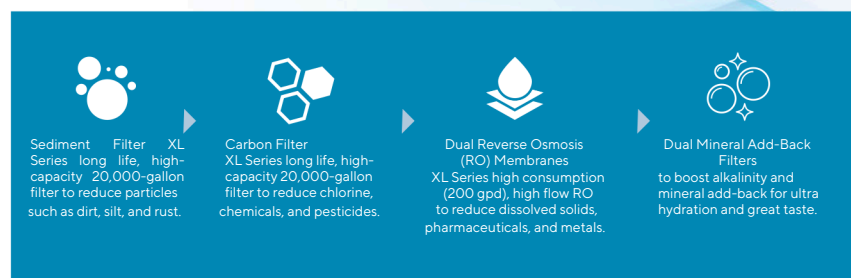 Sediment Filter XL
Series long life, high-
capacity 20,000-gallon
filter to reduce particles
such as dirt, silt, and rust.
Carbon Filter
XL Series long life, high-
capacity 20,000-gallon
filter to reduce chlorine,
chemicals, and pesticides.
Dual Reverse Osmosis
(RO) Membranes
XL Series high consumption
(200 gpd), high flow RO
to reduce dissolved solids,
pharmaceuticals, and metals.
Dual Mineral Add-Back
Filters
to boost alkalinity and
mineral add-back for ultra
hydration and great taste.